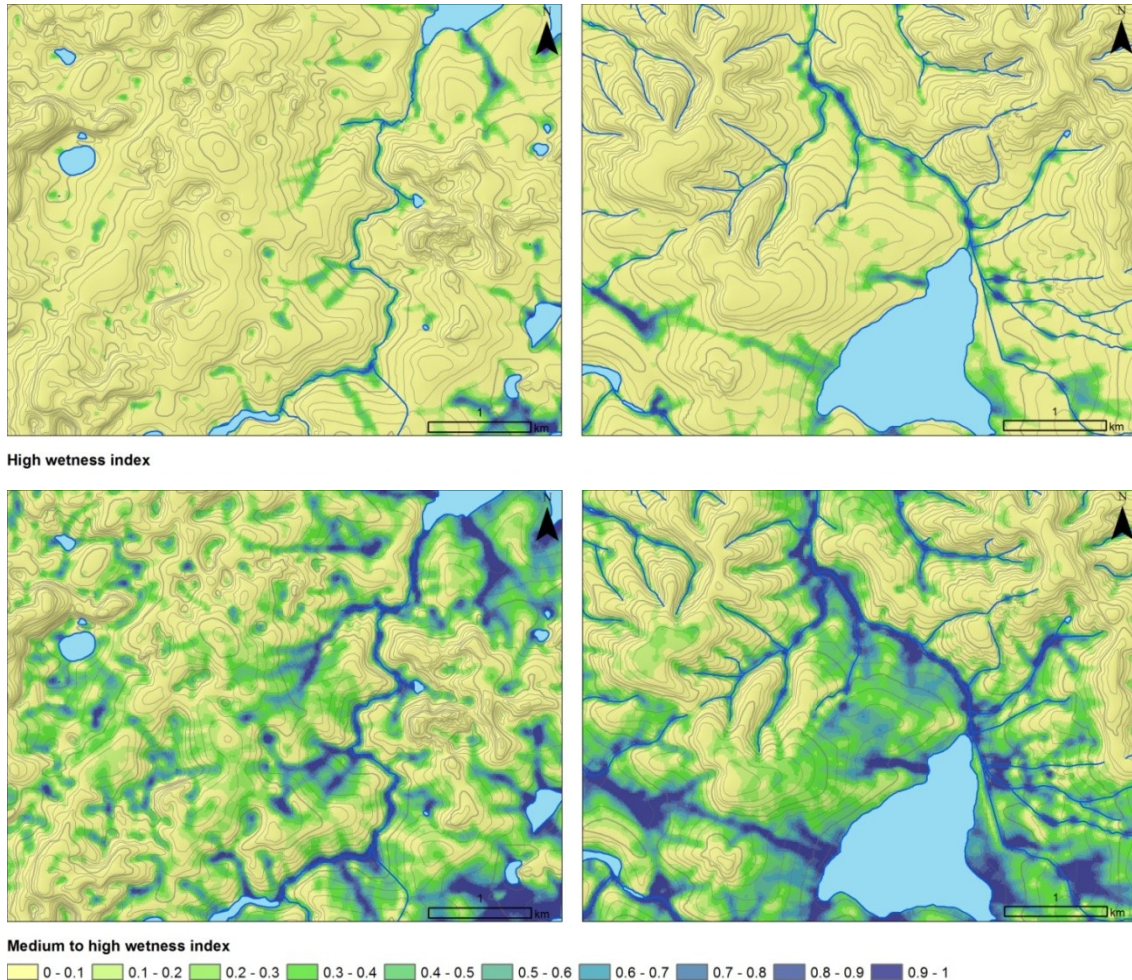 N
N
1
km
1
km
High wetness index
N
N
1
km
1
km
Medium to high wetness index
0 - 0.1 0.1 - 0.2 0.2 - 0.3 0.3 - 0.4 0.4 - 0.5 0.5 - 0.6 0.6 - 0.7 0.7 - 0.8 0.8 - 0.9 0.9 - 1